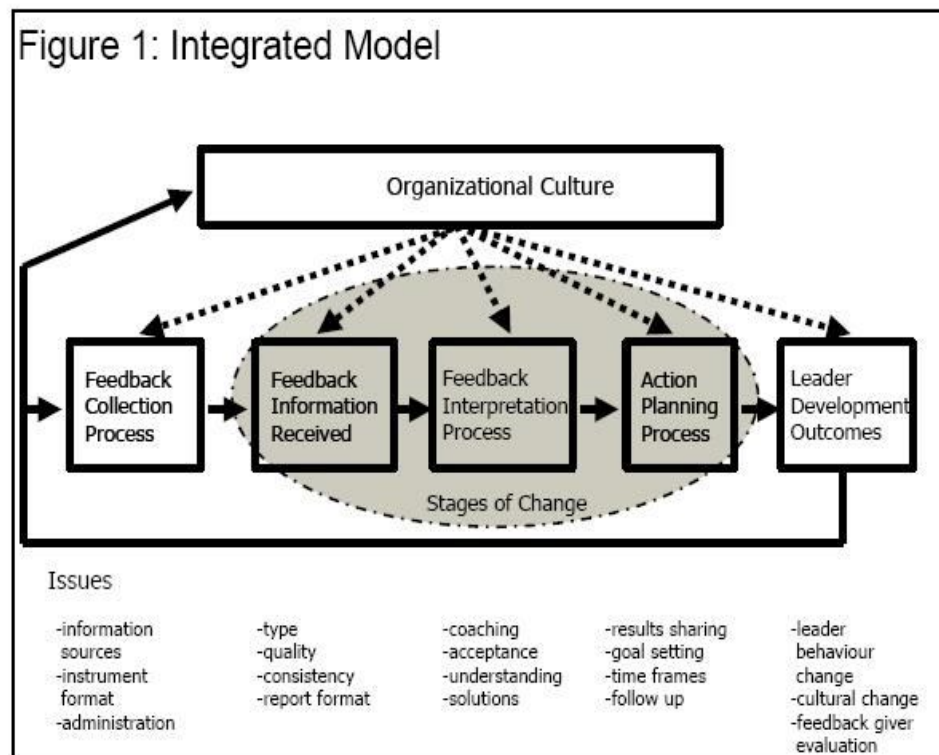 Figure 1: Integrated Model
Organizational Culture
Feedback
Collection
Process
Feedback
Information
Received
Feedback
Interpretation
Process
Action
Planning
Process
Leader
Development
Outcomes
Stages of Change
Issues
-information
sources
-instrument
format
-administration
-type
-quality
-consistency
-report format
-coaching
-acceptance
-understanding
-solutions
-results sharing
-goal setting
-time frames
-follow up
-leader
behaviour
change
-cultural change
-feedback giver
evaluation